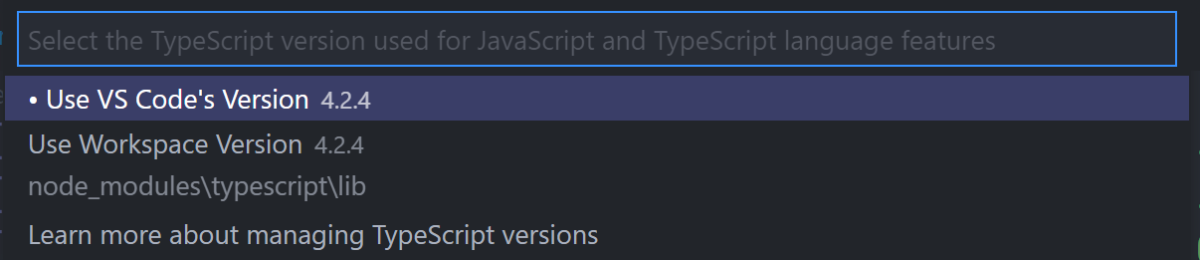 Select the TypeScript version used for JavaScript and TypeScript language features
• Use VS Code's Version 4.2.4
Use Workspace Version 4.2.4
node_modules\typescript\lib
Learn more about managing TypeScript versions